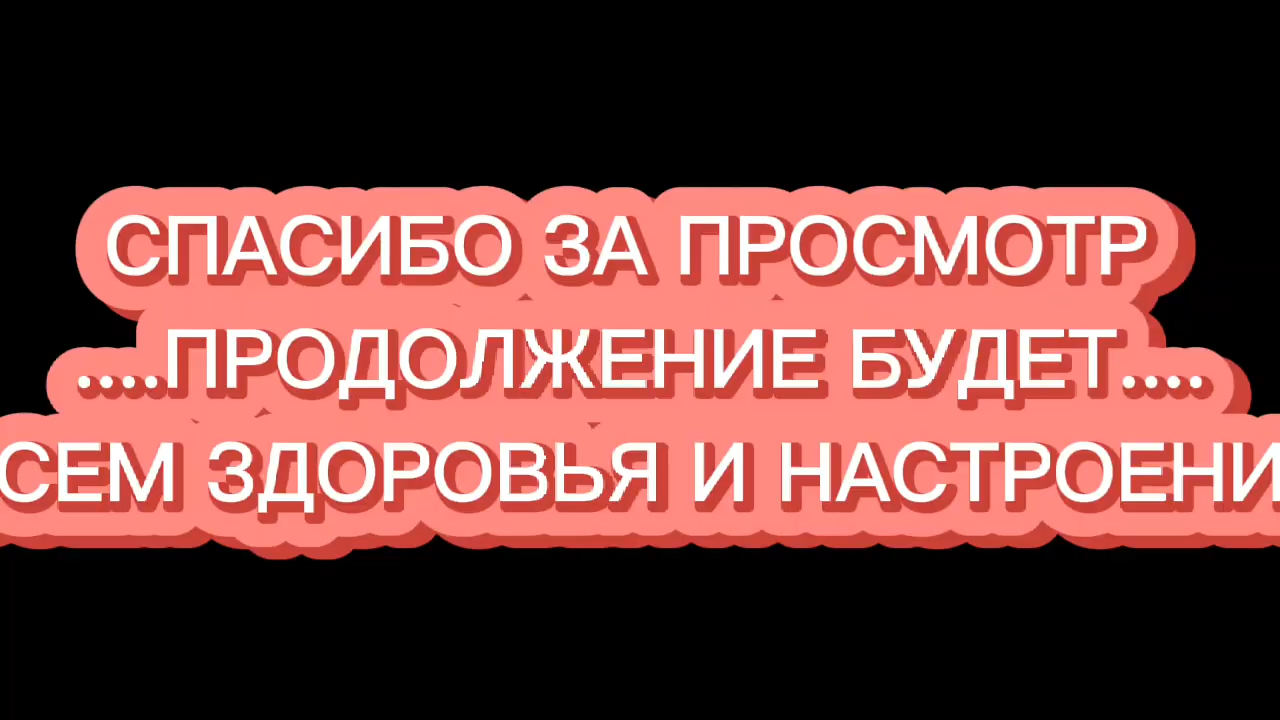 СПАСИБО ЗА ПРОСМОТР
....ПРОДОЛЖЕНИЕ БУДЕТ....
СЕМ ЗДОРОВЬЯ И НАСТРОЕНИ